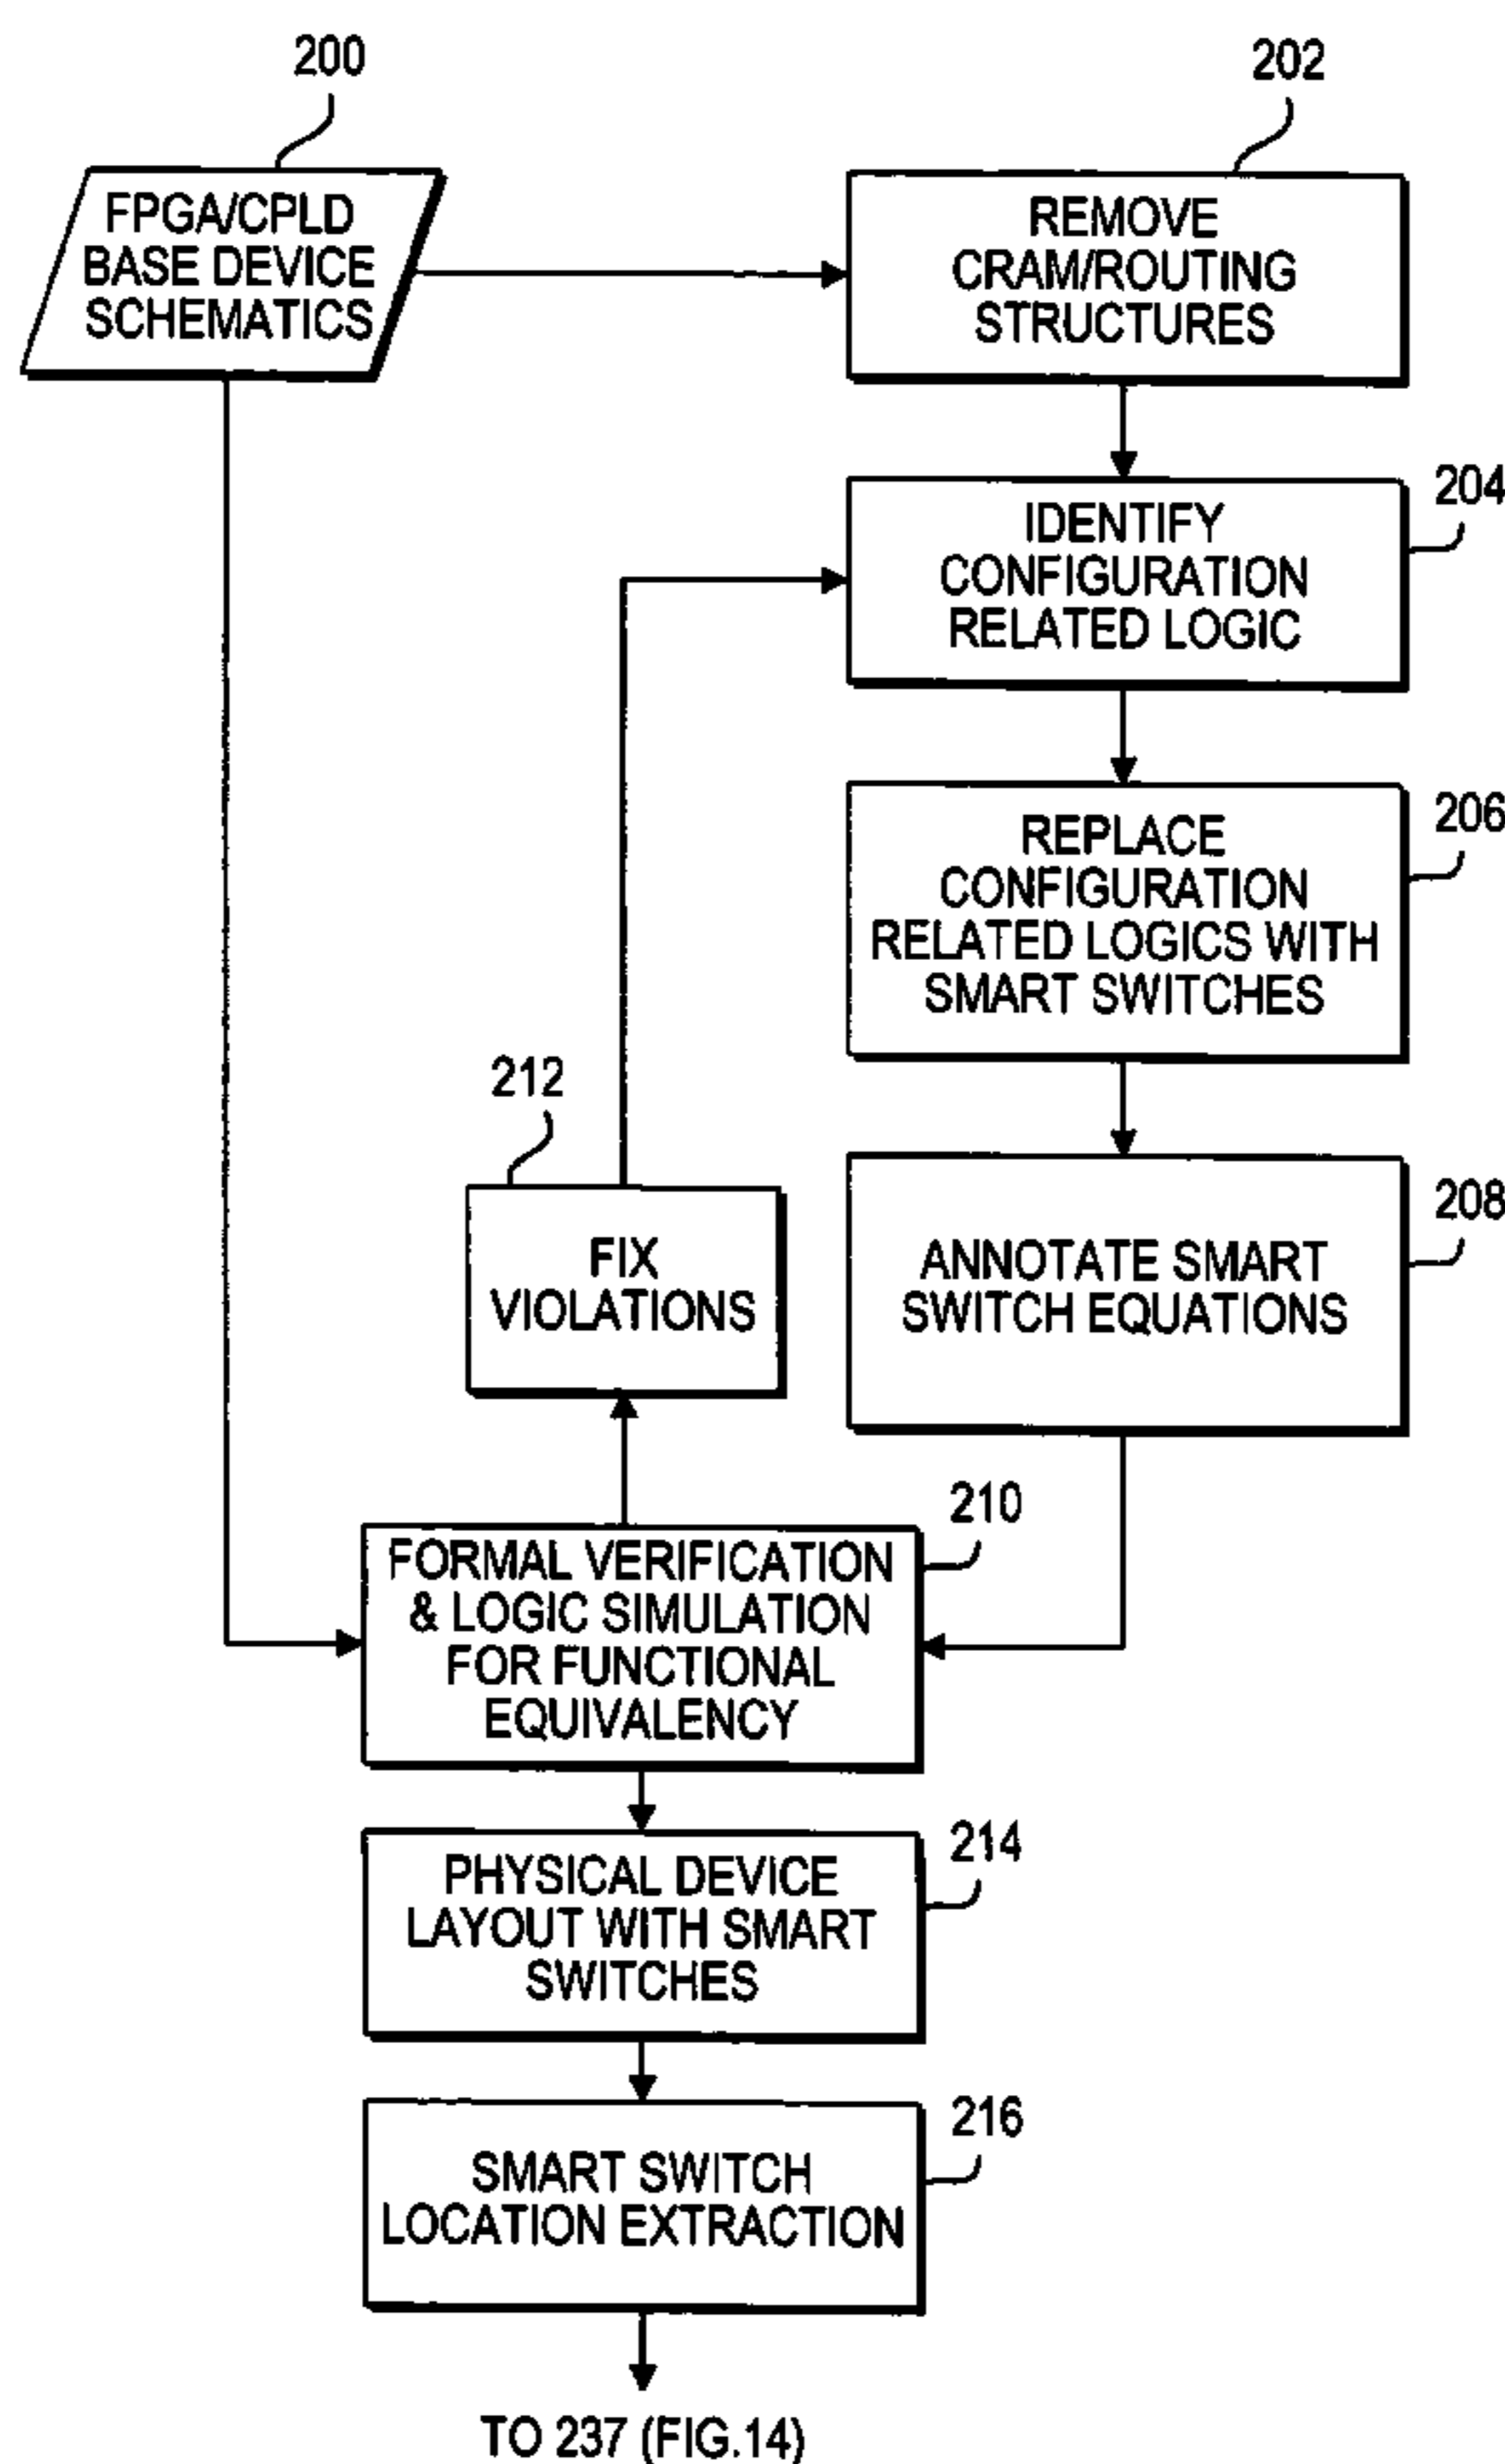 200
202
FPGA/CPLD
BASE DEVICE
SCHEMATICS
REMOVE
CRAM/ROUTING
STRUCTURES
204
IDENTIFY
CONFIGURATION
RELATED LOGIC
206
REPLACE
CONFIGURATION
RELATED LOGICS WITH
SMART SWITCHES
212
FIX
VIOLATIONS
208
ANNOTATE SMART
SWITCH EQUATIONS
210
FORMAL VERIFICATION
& LOGIC SIMULATION
FOR FUNCTIONAL
EQUIVALENCY
214
PHYSICAL DEVICE
LAYOUT WITH SMART
SWITCHES
216
SMART SWITCH
LOCATION EXTRACTION
TO 237 (FIG.14)